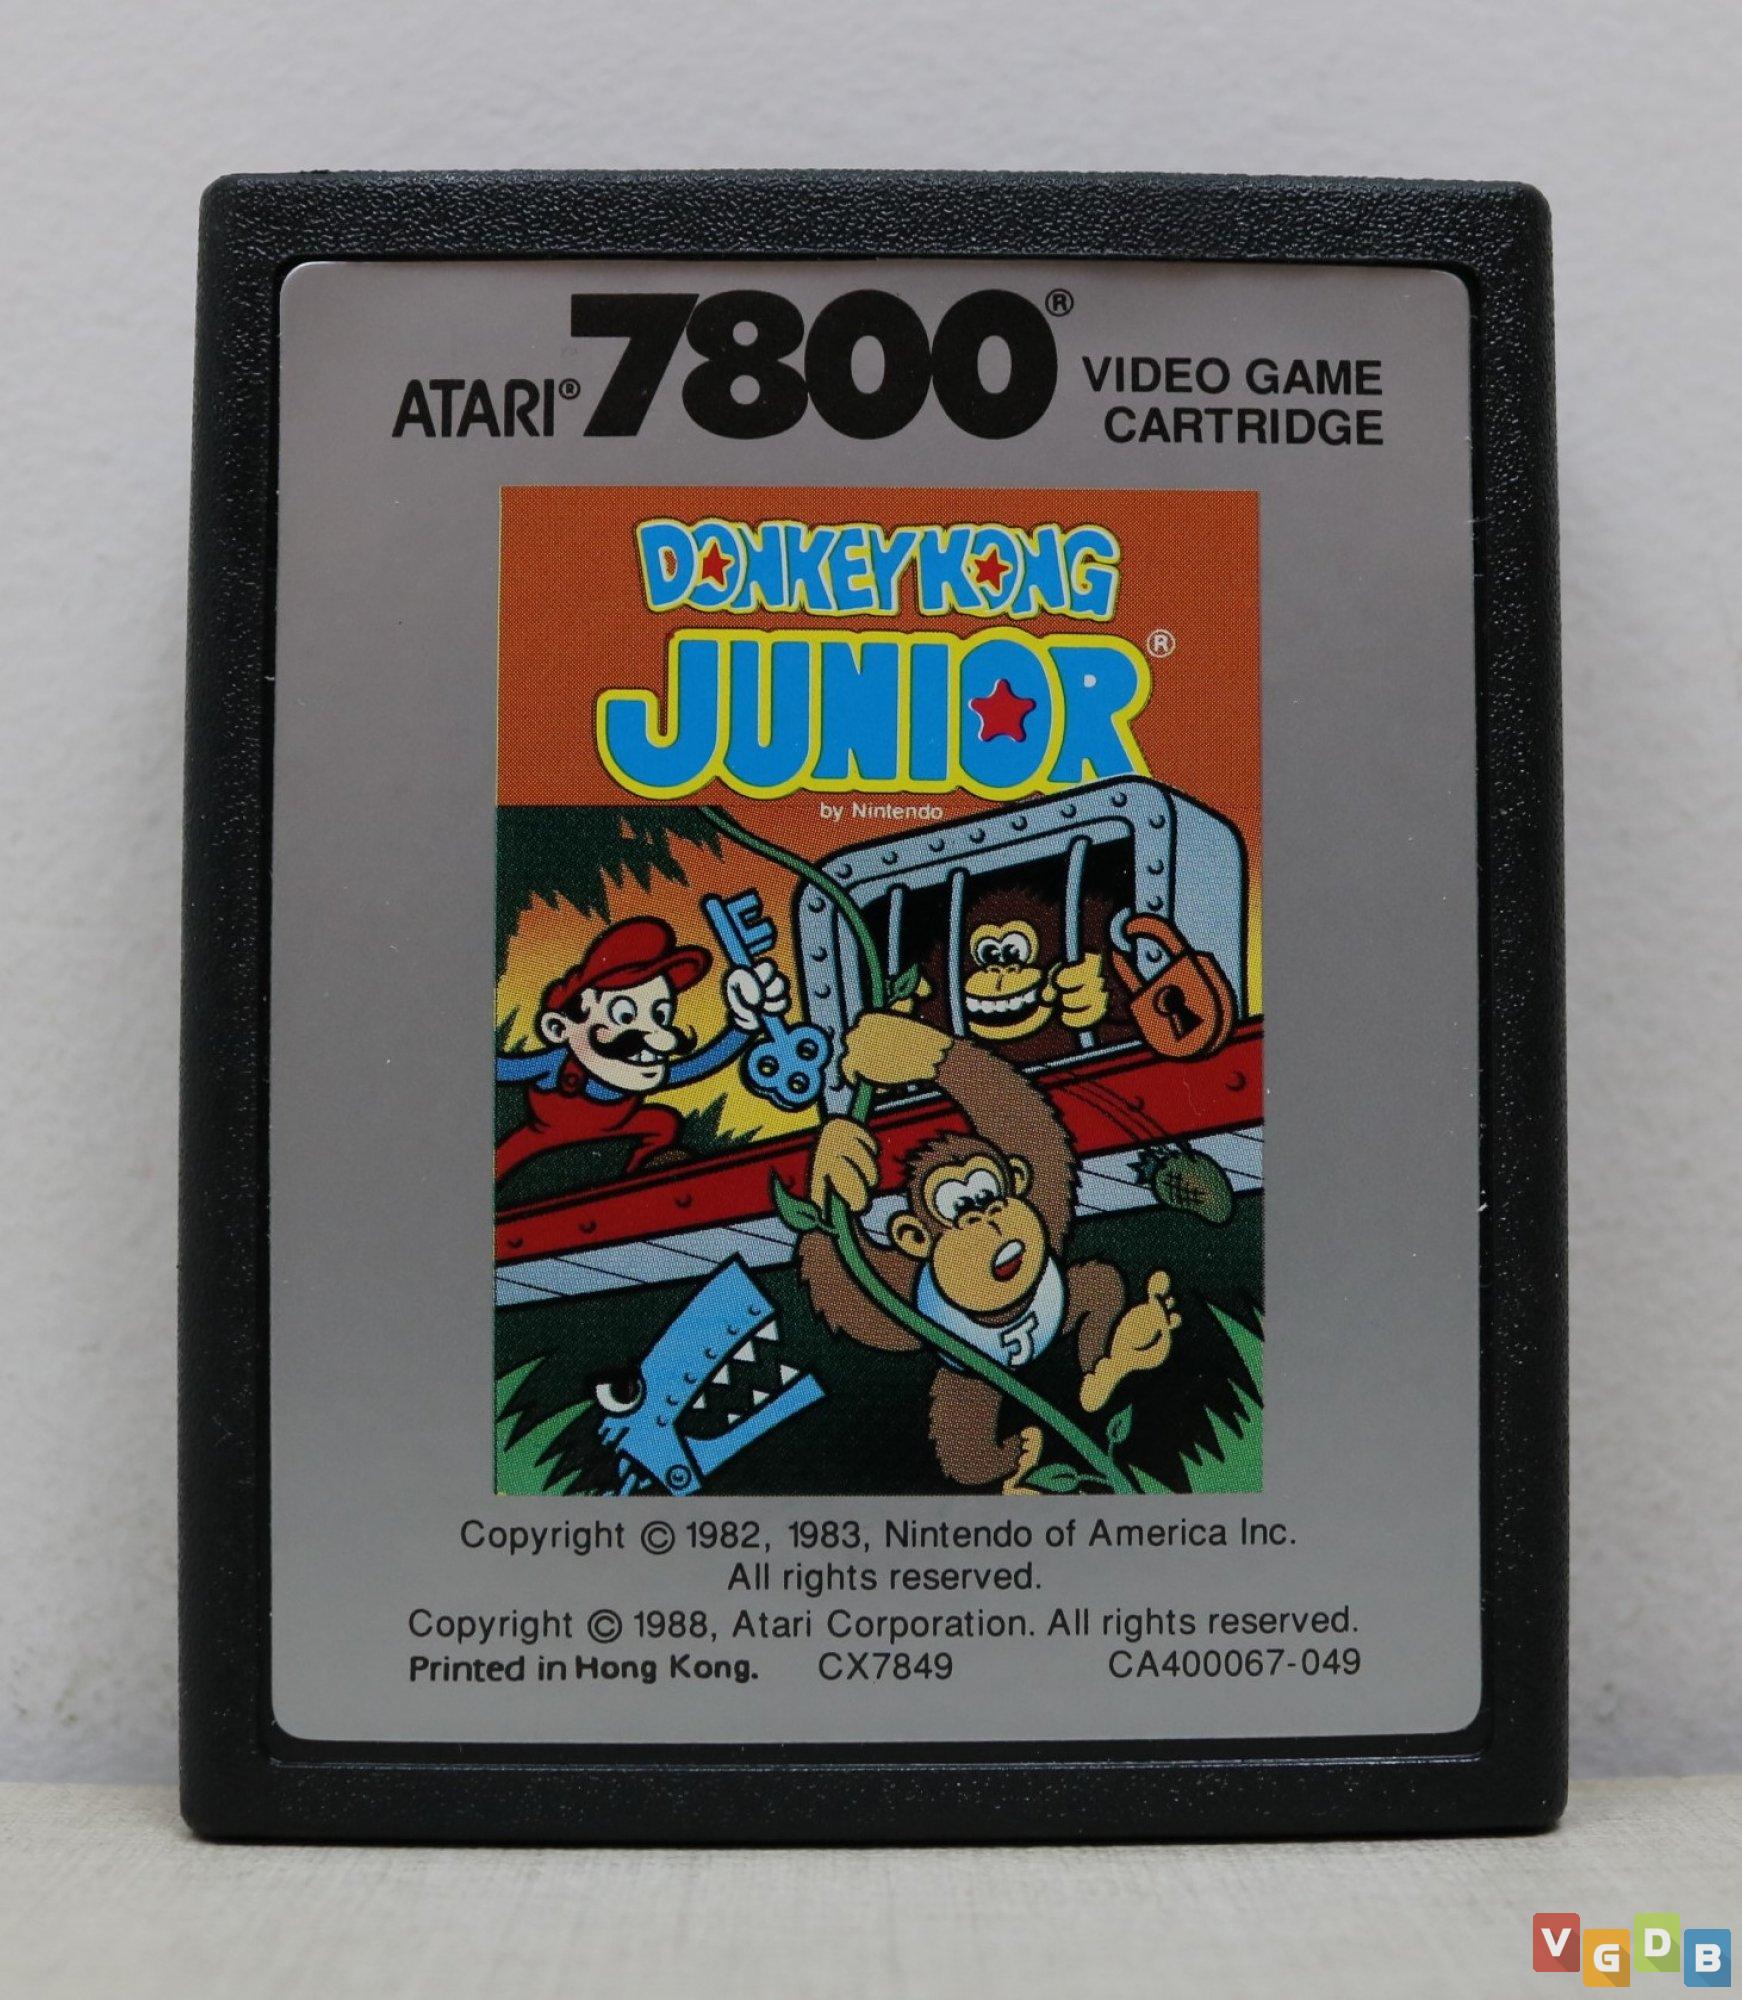 ATARI® 7800® VIDEO GAME
CARTRIDGE
DONKEY KONG
JUNIOR®
by Nintendo
J
Copyright © 1982, 1983, Nintendo of America Inc.
All rights reserved.
Copyright © 1988, Atari Corporation. All rights reserved.
Printed in Hong Kong. CX7849 CA400067-049
VGDB